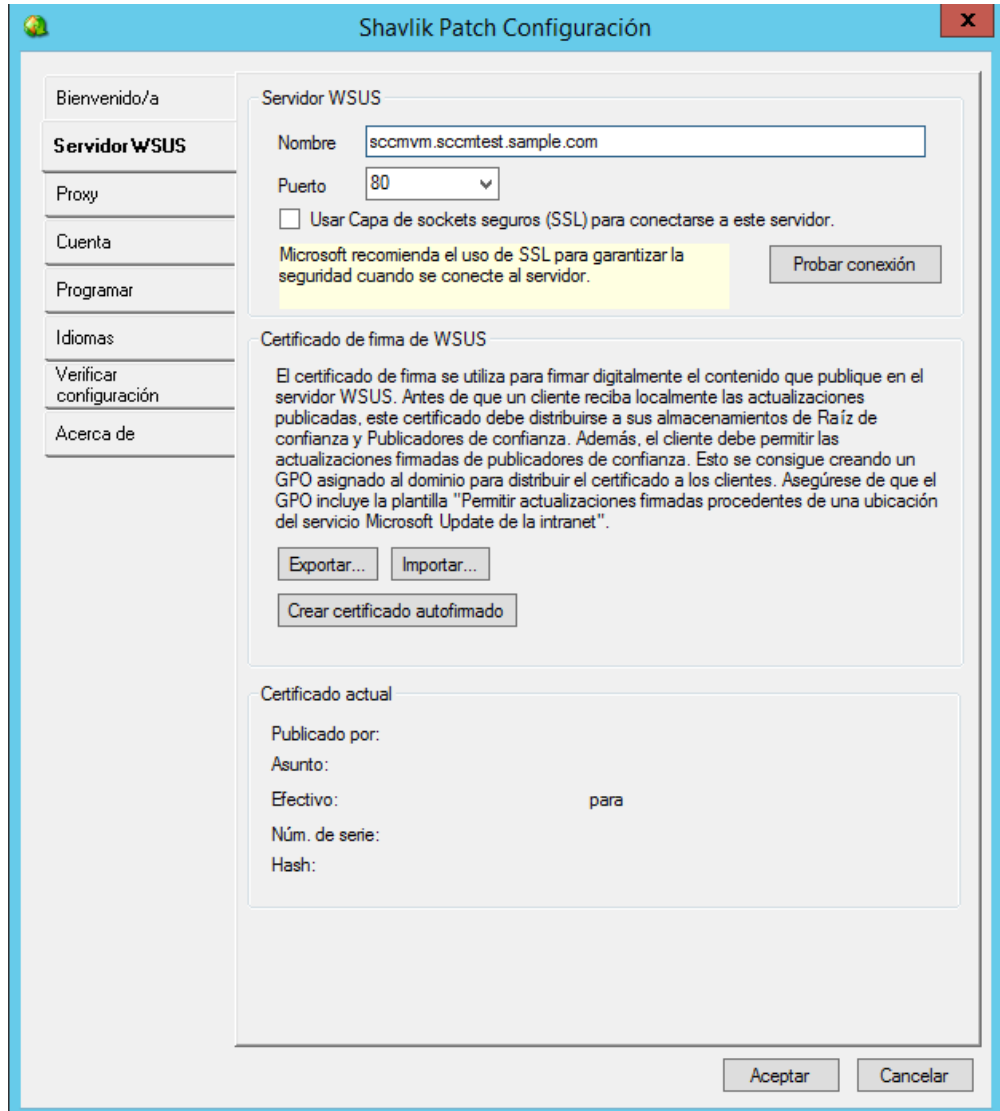 Shavlik Patch Configuración
x
Bienvenido/a
Servidor WSUS
Proxy
Cuenta
Programar
Idiomas
Verificar
configuración
Acerca de
Servidor WSUS
Nombre
sccmvm.sccmtest.sample.com
Puerto
80
Usar Capa de sockets seguros (SSL) para conectarse a este servidor.
Microsoft recomienda el uso de SSL para garantizar la
seguridad cuando se conecte al servidor.
Probar conexión
Certificado de firma de WSUS
El certificado de firma se utiliza para firmar digitalmente el contenido que publique en el
servidor WSUS. Antes de que un cliente reciba localmente las actualizaciones
publicadas, este certificado debe distribuirse a sus almacenamientos de Raíz de
confianza y Publicadores de confianza. Además, el cliente debe permitir las
actualizaciones firmadas de publicadores de confianza. Esto se consigue creando un
GPO asignado al dominio para distribuir el certificado a los clientes. Asegúrese de que el
GPO incluye la plantilla "Permitir actualizaciones firmadas procedentes de una ubicación
del servicio Microsoft Update de la intranet".
Exportar...
Importar...
Crear certificado autofirmado
Certificado actual
Publicado por:
Asunto:
Efectivo:
para
Núm. de serie:
Hash:
Aceptar
Cancelar